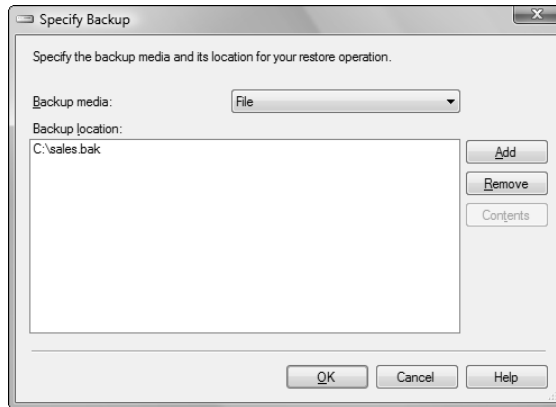 Specify Backup
Specify the backup media and its location for your restore operation.
Backup media: File
Backup location:
C:\sales.bak
Add
Remove
Contents
OK Cancel Help